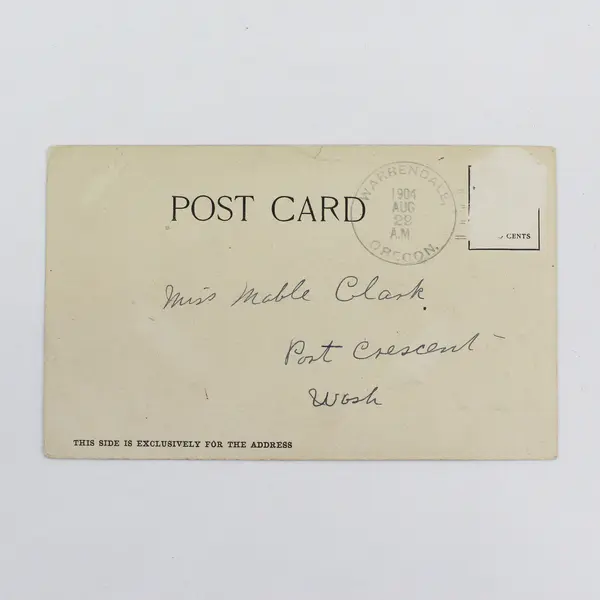 POST CARD
WARRENDALE,
1904
AUG
29
A.M.
OREGON.
CENTS
Miss Mable Clark
Port Crescent
Wash
THIS SIDE IS EXCLUSIVELY FOR THE ADDRESS